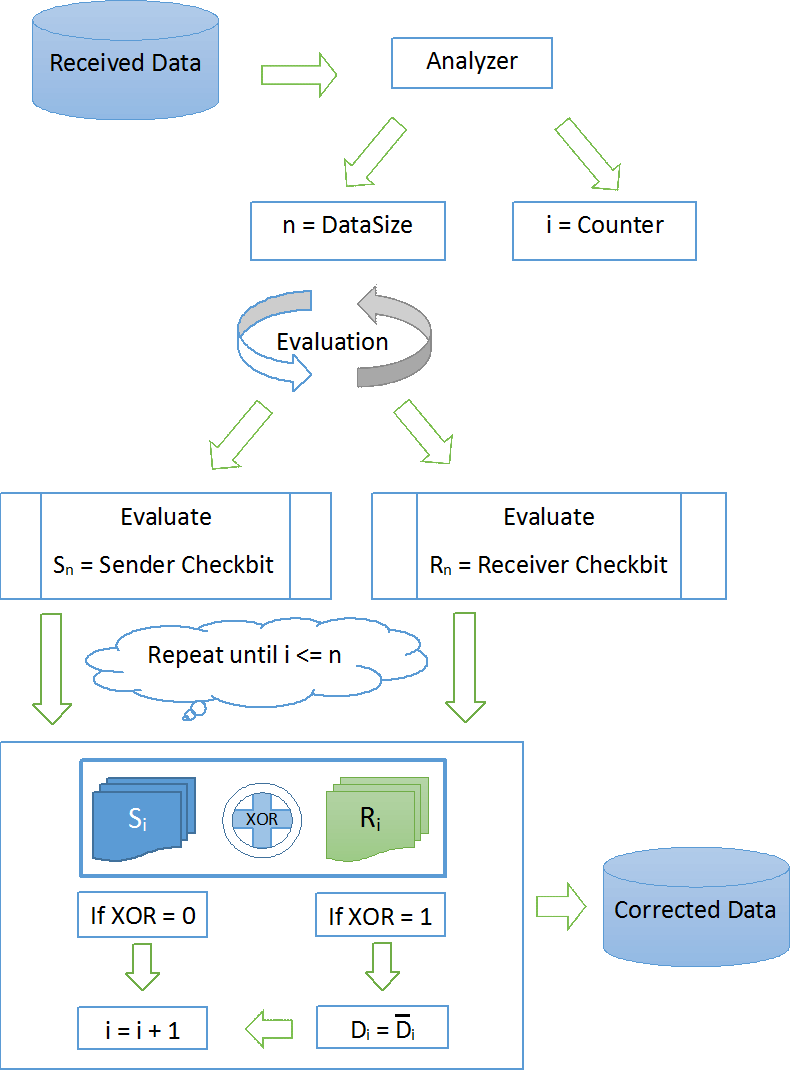 Received Data
Analyzer
n = DataSize
i = Counter
Evaluation
Evaluate
Sₙ = Sender Checkbit
Evaluate
Rₙ = Receiver Checkbit
Repeat until i <= n
Sᵢ
XOR
Rᵢ
If XOR = 0
If XOR = 1
Corrected Data
i = i + 1
Dᵢ = D̅ᵢ